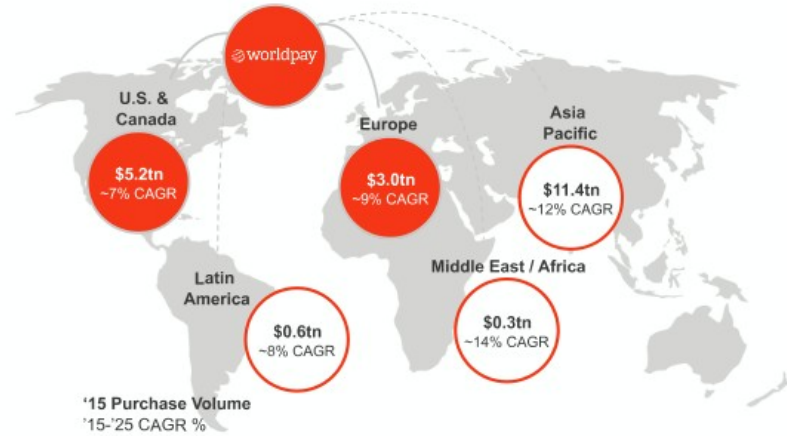 worldpay
U.S. &
Canada
$5.2tn
~7% CAGR
Europe
$3.0tn
~9% CAGR
Asia
Pacific
$11.4tn
~12% CAGR
Latin
America
$0.6tn
~8% CAGR
Middle East / Africa
$0.3tn
~14% CAGR
‘15 Purchase Volume
’15-’25 CAGR %